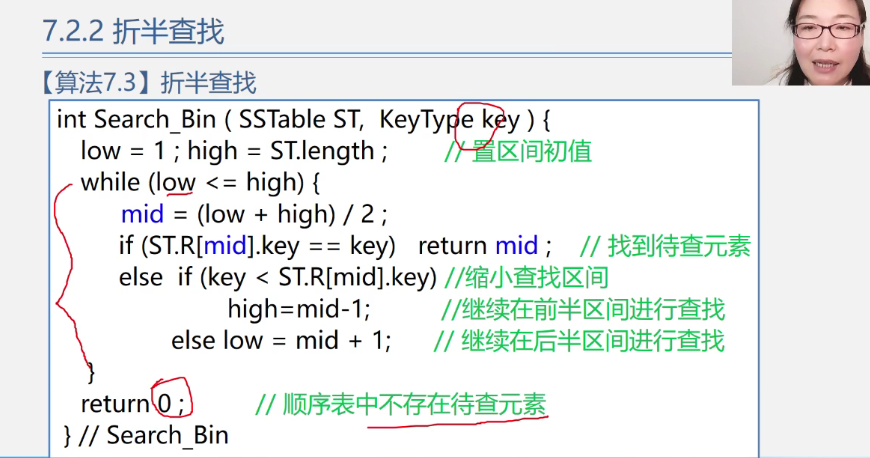 7.2.2 折半查找
【算法7.3】折半查找
int Search_Bin ( SSTable ST, KeyType key ) {
low = 1 ; high = ST.length ; // 置区间初值
while (low <= high) {
mid = (low + high) / 2 ;
if (ST.R[mid].key == key) return mid ; // 找到待查元素
else if (key < ST.R[mid].key) //缩小查找区间
high=mid-1; //继续在前半区间进行查找
else low = mid + 1; // 继续在后半区间进行查找
}
return 0 ; // 顺序表中不存在待查元素
} // Search_Bin